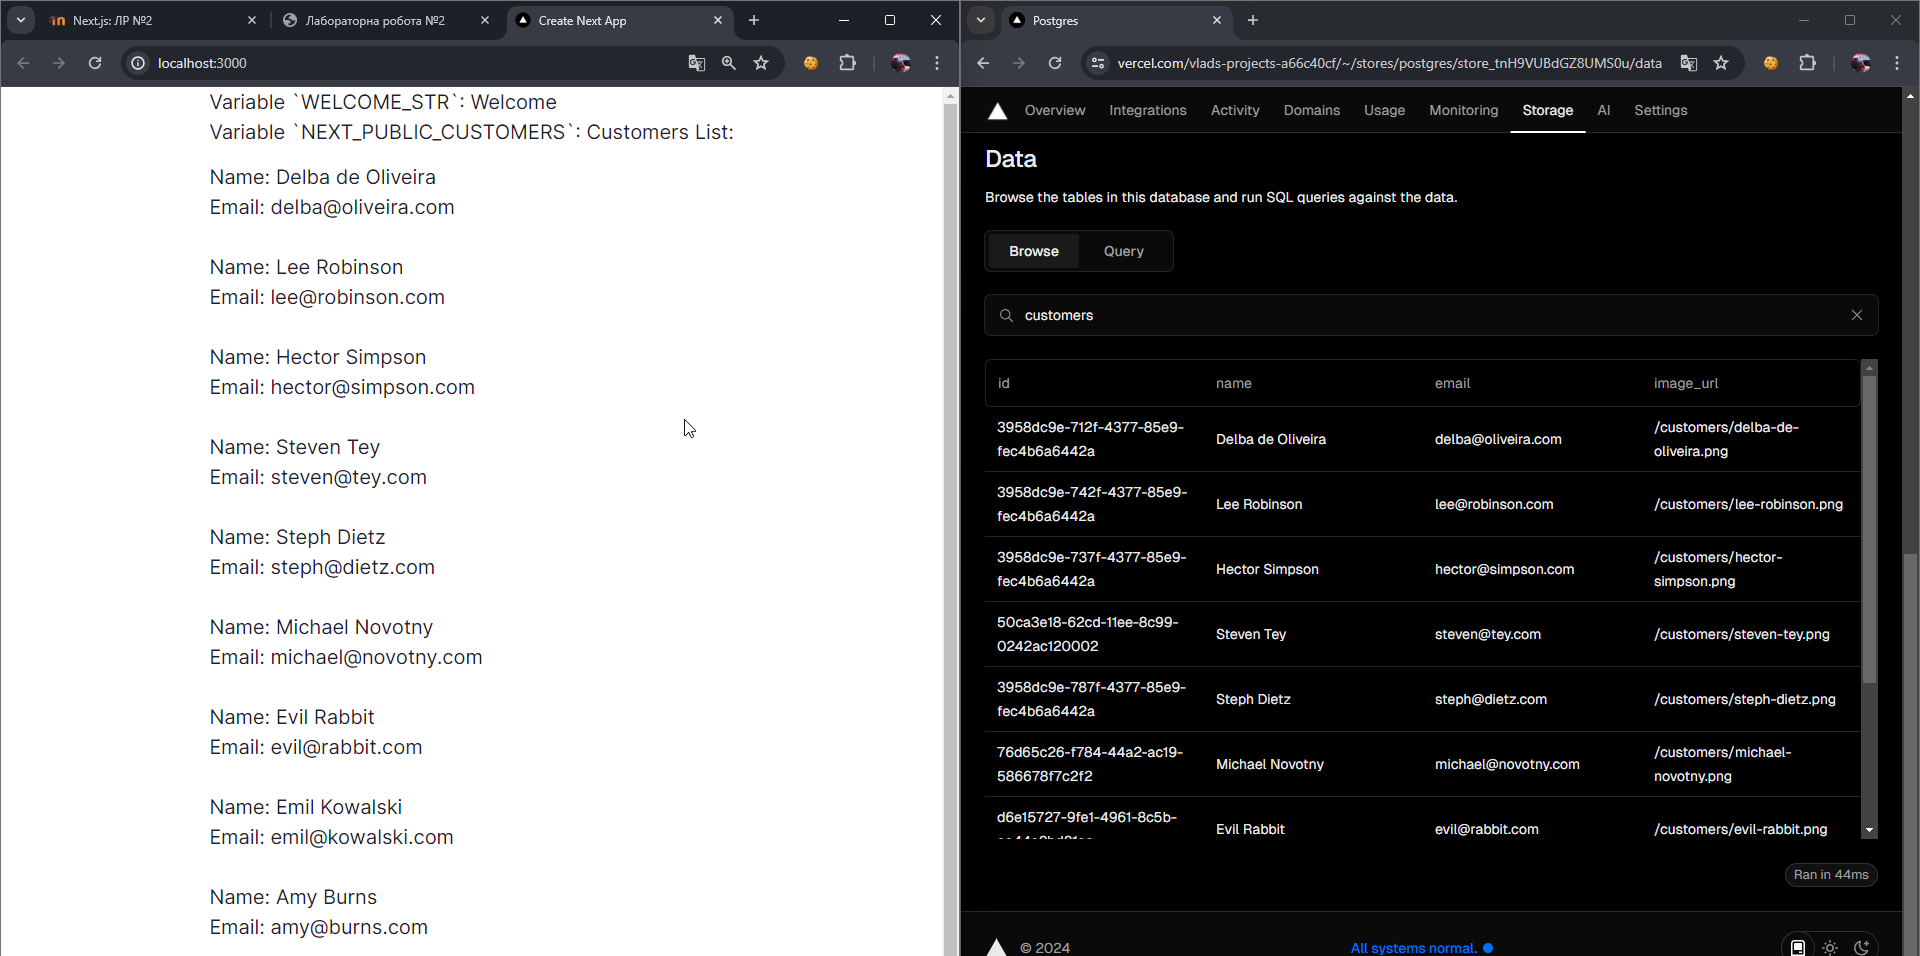 Next.js: ЛР №2
Лабораторна робота №2
Create Next App
localhost:3000
Variable `WELCOME_STR`: Welcome
Variable `NEXT_PUBLIC_CUSTOMERS`: Customers List:
Name: Delba de Oliveira
Email: delba@oliveira.com
Name: Lee Robinson
Email: lee@robinson.com
Name: Hector Simpson
Email: hector@simpson.com
Name: Steven Tey
Email: steven@tey.com
Name: Steph Dietz
Email: steph@dietz.com
Name: Michael Novotny
Email: michael@novotny.com
Name: Evil Rabbit
Email: evil@rabbit.com
Name: Emil Kowalski
Email: emil@kowalski.com
Name: Amy Burns
Email: amy@burns.com
Postgres
vercel.com/vlads-projects-a66c40cf/~/stores/postgres/store_tnH9VUBdGZ8UMS0u/data
Overview Integrations Activity Domains Usage Monitoring Storage AI Settings
Data
Browse the tables in this database and run SQL queries against the data.
Browse Query
customers
id name email image_url
3958dc9e-712f-4377-85e9-
fec4b6a6442a
Delba de Oliveira
delba@oliveira.com
/customers/delba-de-
oliveira.png
3958dc9e-742f-4377-85e9-
fec4b6a6442a
Lee Robinson
lee@robinson.com
/customers/lee-robinson.png
3958dc9e-737f-4377-85e9-
fec4b6a6442a
Hector Simpson
hector@simpson.com
/customers/hector-
simpson.png
50ca3e18-62cd-11ee-8c99-
0242ac120002
Steven Tey
steven@tey.com
/customers/steven-tey.png
3958dc9e-787f-4377-85e9-
fec4b6a6442a
Steph Dietz
steph@dietz.com
/customers/steph-dietz.png
76d65c26-f784-44a2-ac19-
586678f7c2f2
Michael Novotny
michael@novotny.com
/customers/michael-
novotny.png
d6e15727-9fe1-4961-8c5b-
Evil Rabbit
evil@rabbit.com
/customers/evil-rabbit.png
Ran in 44ms
© 2024
All systems normal.